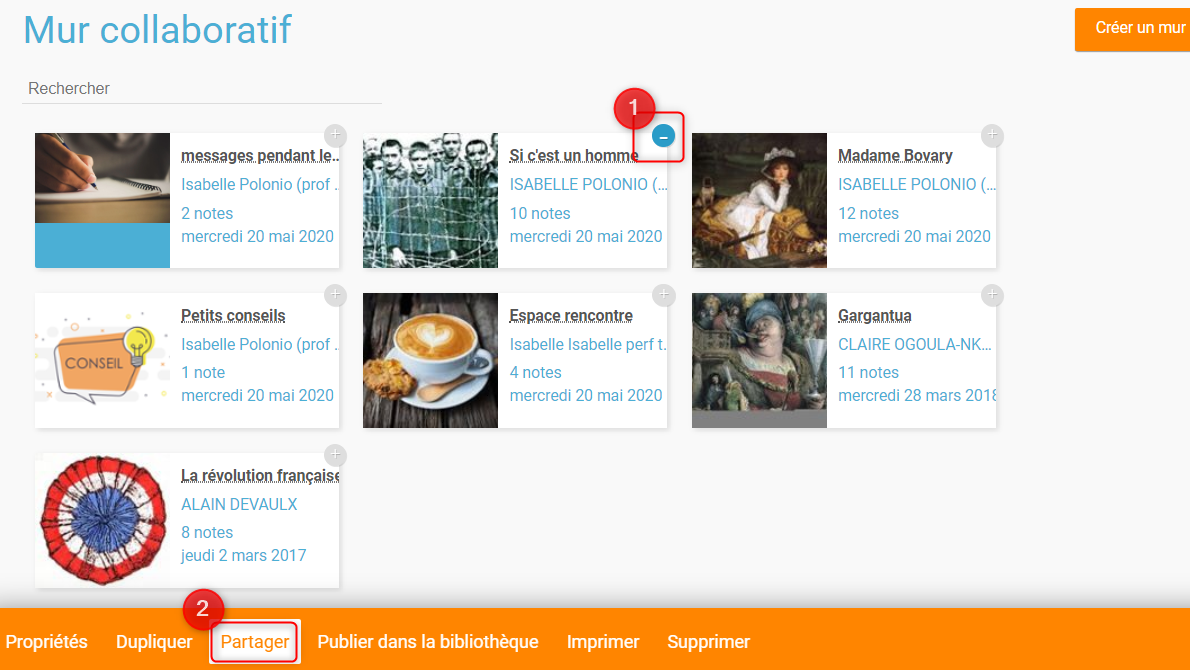 Mur collaboratif
Créer un mur
Rechercher
1
messages pendant le...
Isabelle Polonio (prof ...
2 notes
mercredi 20 mai 2020
Si c'est un homme
ISABELLE POLONIO (...
10 notes
mercredi 20 mai 2020
Madame Bovary
ISABELLE POLONIO (...
12 notes
mercredi 20 mai 2020
CONSEIL
Petits conseils
Isabelle Polonio (prof ...
1 note
mercredi 20 mai 2020
Espace rencontre
Isabelle Isabelle perf t...
4 notes
mercredi 20 mai 2020
Gargantua
CLAIRE OGOULA-NK...
11 notes
mercredi 28 mars 2018
La révolution française
ALAIN DEVAULX
8 notes
jeudi 2 mars 2017
2
Propriétés Dupliquer Partager Publier dans la bibliothèque Imprimer Supprimer